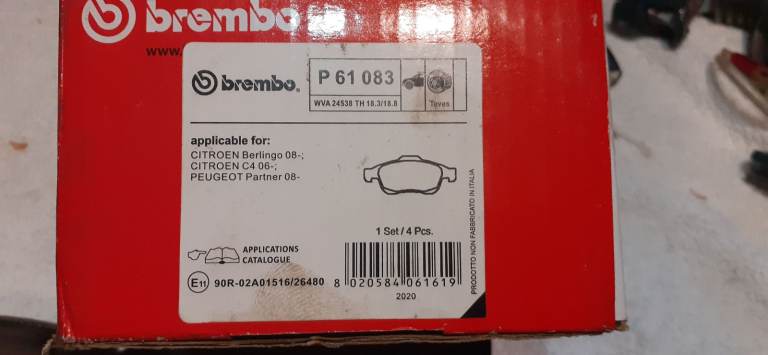 brembo
www.
brembo.
P 61 083
WVA 24538 TH 18.3/18.8
Teves
applicable for:
CITROEN Berlingo 08-;
CITROEN C4 06-;
PEUGEOT Partner 08-
1 Set / 4 Pcs.
APPLICATIONS
CATALOGUE
E11 90R-02A01516/26480
8 020584 061619
2020
PRODOTTO NON FABBRICATO IN ITALIA